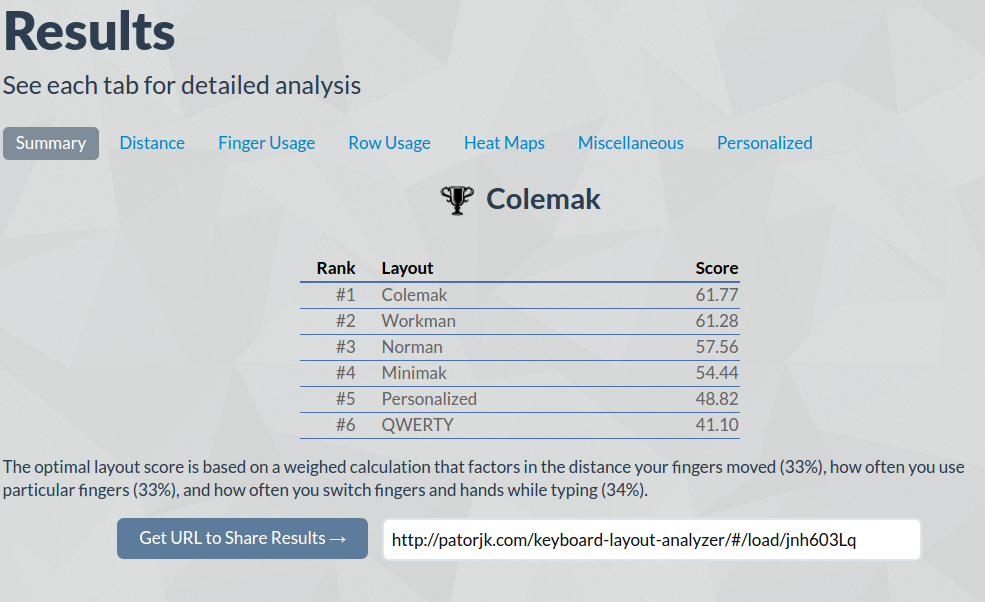 Results
See each tab for detailed analysis
Summary Distance Finger Usage Row Usage Heat Maps Miscellaneous Personalized
Colemak
Rank Layout Score
#1 Colemak 61.77
#2 Workman 61.28
#3 Norman 57.56
#4 Minimak 54.44
#5 Personalized 48.82
#6 QWERTY 41.10
The optimal layout score is based on a weighed calculation that factors in the distance your fingers moved (33%), how often you use
particular fingers (33%), and how often you switch fingers and hands while typing (34%).
Get URL to Share Results → http://patorjk.com/keyboard-layout-analyzer/#/load/jnh603Lq